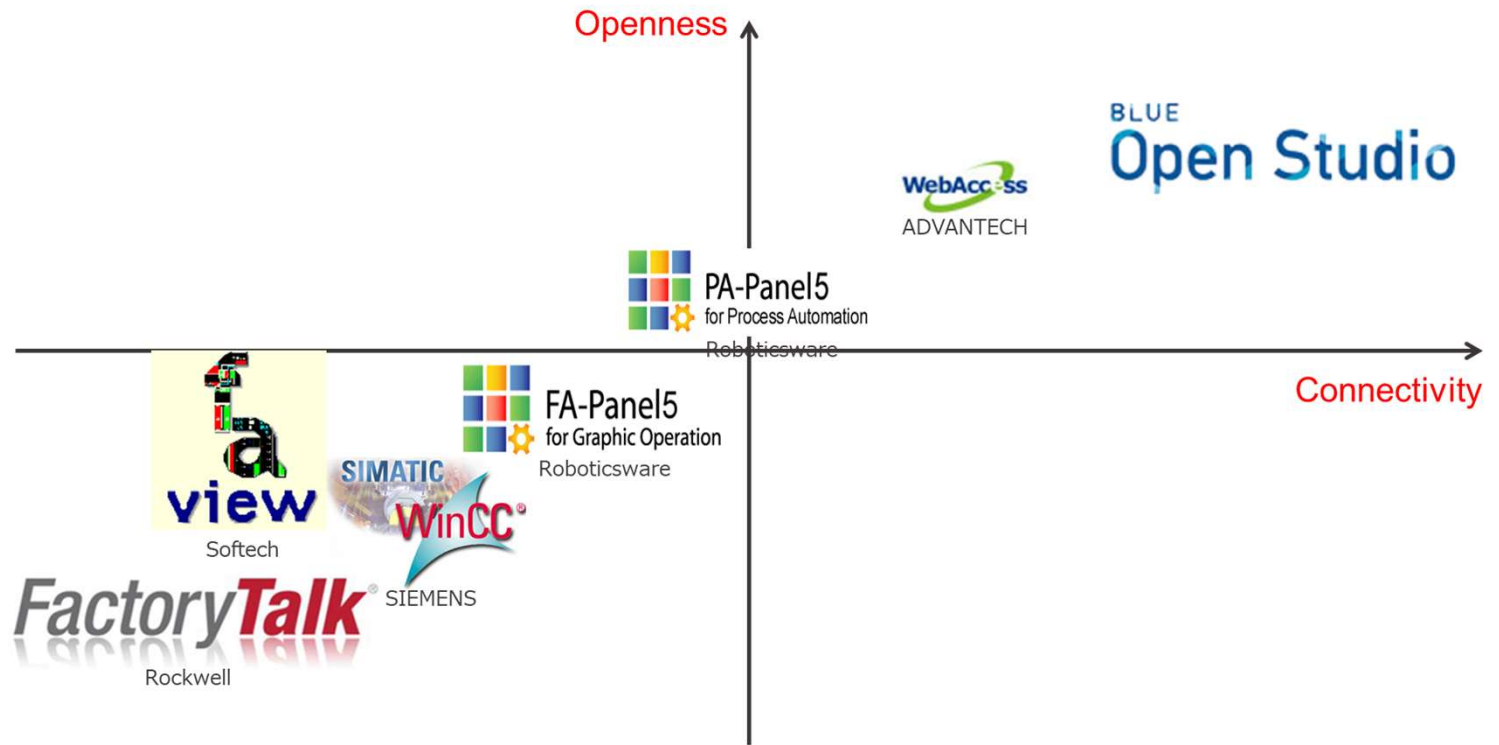 Openness
BLUE
Open Studio
WebAccess
ADVANTECH
PA-Panel5
for Process Automation
Roboticsware
Connectivity
fa
view
Softech
FA-Panel5
for Graphic Operation
Roboticsware
SIMATIC
WinCC®
SIEMENS
FactoryTalk®
Rockwell